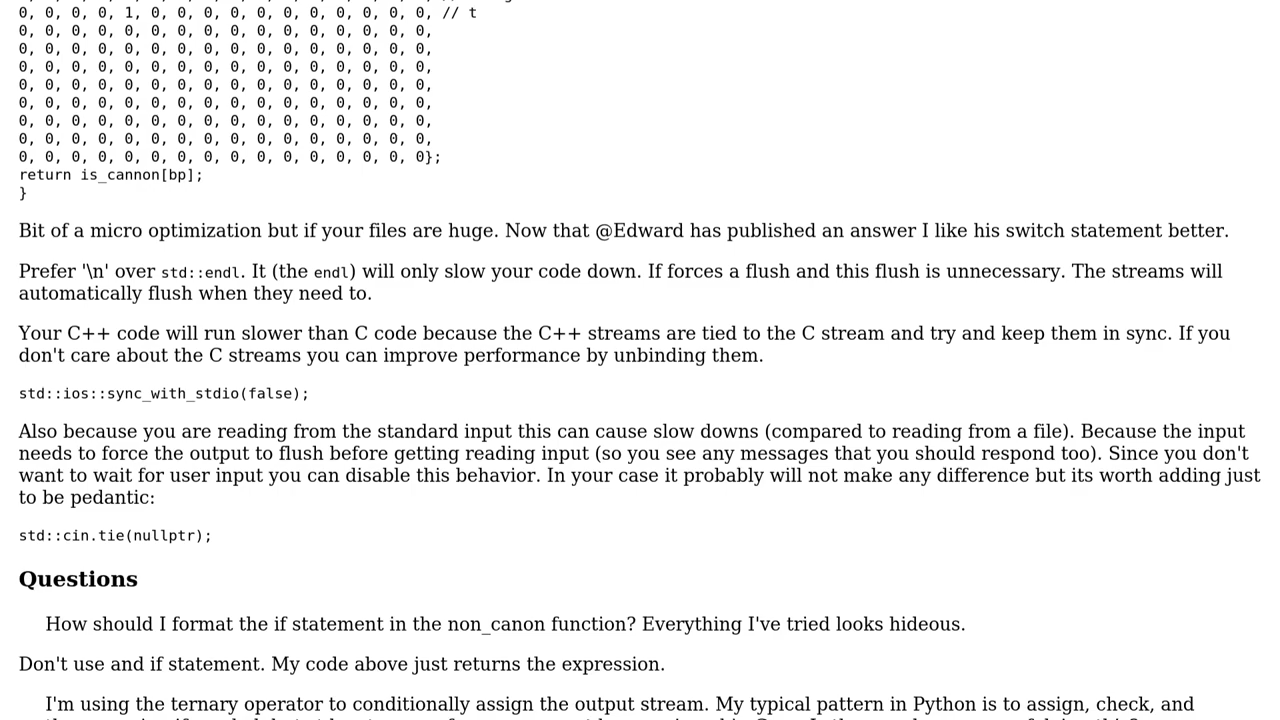 0, 0, 0, 0, 1, 0, 0, 0, 0, 0, 0, 0, 0, 0, 0, 0, // t
0, 0, 0, 0, 0, 0, 0, 0, 0, 0, 0, 0, 0, 0, 0, 0,
0, 0, 0, 0, 0, 0, 0, 0, 0, 0, 0, 0, 0, 0, 0, 0,
0, 0, 0, 0, 0, 0, 0, 0, 0, 0, 0, 0, 0, 0, 0, 0,
0, 0, 0, 0, 0, 0, 0, 0, 0, 0, 0, 0, 0, 0, 0, 0,
0, 0, 0, 0, 0, 0, 0, 0, 0, 0, 0, 0, 0, 0, 0, 0,
0, 0, 0, 0, 0, 0, 0, 0, 0, 0, 0, 0, 0, 0, 0, 0,
0, 0, 0, 0, 0, 0, 0, 0, 0, 0, 0, 0, 0, 0, 0, 0,
0, 0, 0, 0, 0, 0, 0, 0, 0, 0, 0, 0, 0, 0, 0, 0};
return is_cannon[bp];
}
Bit of a micro optimization but if your files are huge. Now that @Edward has published an answer I like his switch statement better.
Prefer '\n' over std::endl. It (the endl) will only slow your code down. If forces a flush and this flush is unnecessary. The streams will
automatically flush when they need to.
Your C++ code will run slower than C code because the C++ streams are tied to the C stream and try and keep them in sync. If you
don't care about the C streams you can improve performance by unbinding them.
std::ios::sync_with_stdio(false);
Also because you are reading from the standard input this can cause slow downs (compared to reading from a file). Because the input
needs to force the output to flush before getting reading input (so you see any messages that you should respond too). Since you don't
want to wait for user input you can disable this behavior. In your case it probably will not make any difference but its worth adding just
to be pedantic:
std::cin.tie(nullptr);
Questions
How should I format the if statement in the non_canon function? Everything I've tried looks hideous.
Don't use and if statement. My code above just returns the expression.
I'm using the ternary operator to conditionally assign the output stream. My typical pattern in Python is to assign, check, and